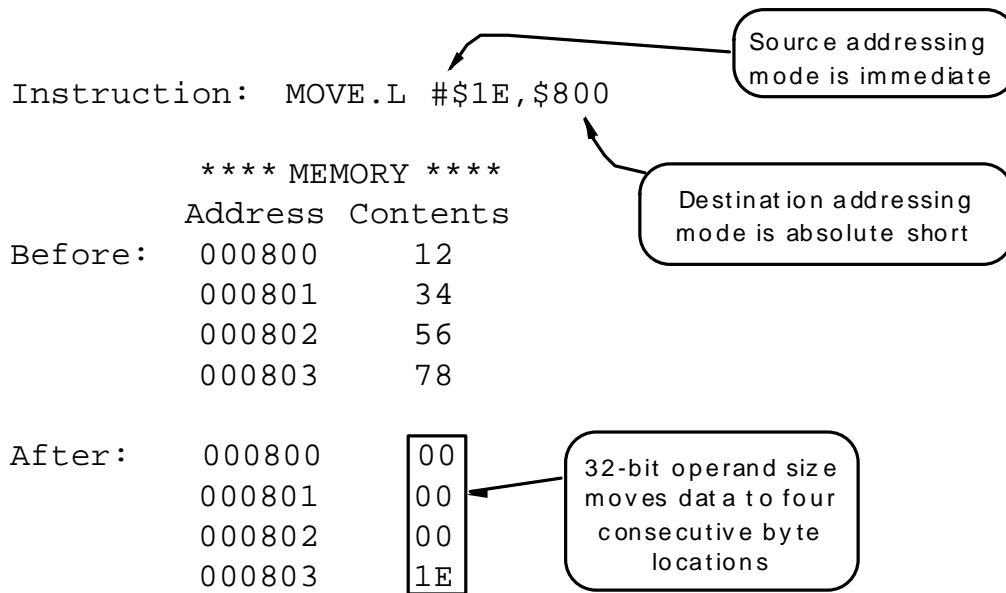 Source addressing
mode is immediate
Instruction: MOVE.L #$1E,$800
**** MEMORY ****
Address Contents
Destination addressing
mode is absolute short
Before: 000800 12
000801 34
000802 56
000803 78
After: 000800 00
000801 00
000802 00
000803 1E
32-bit operand size
moves data to four
consecutive byte
locations